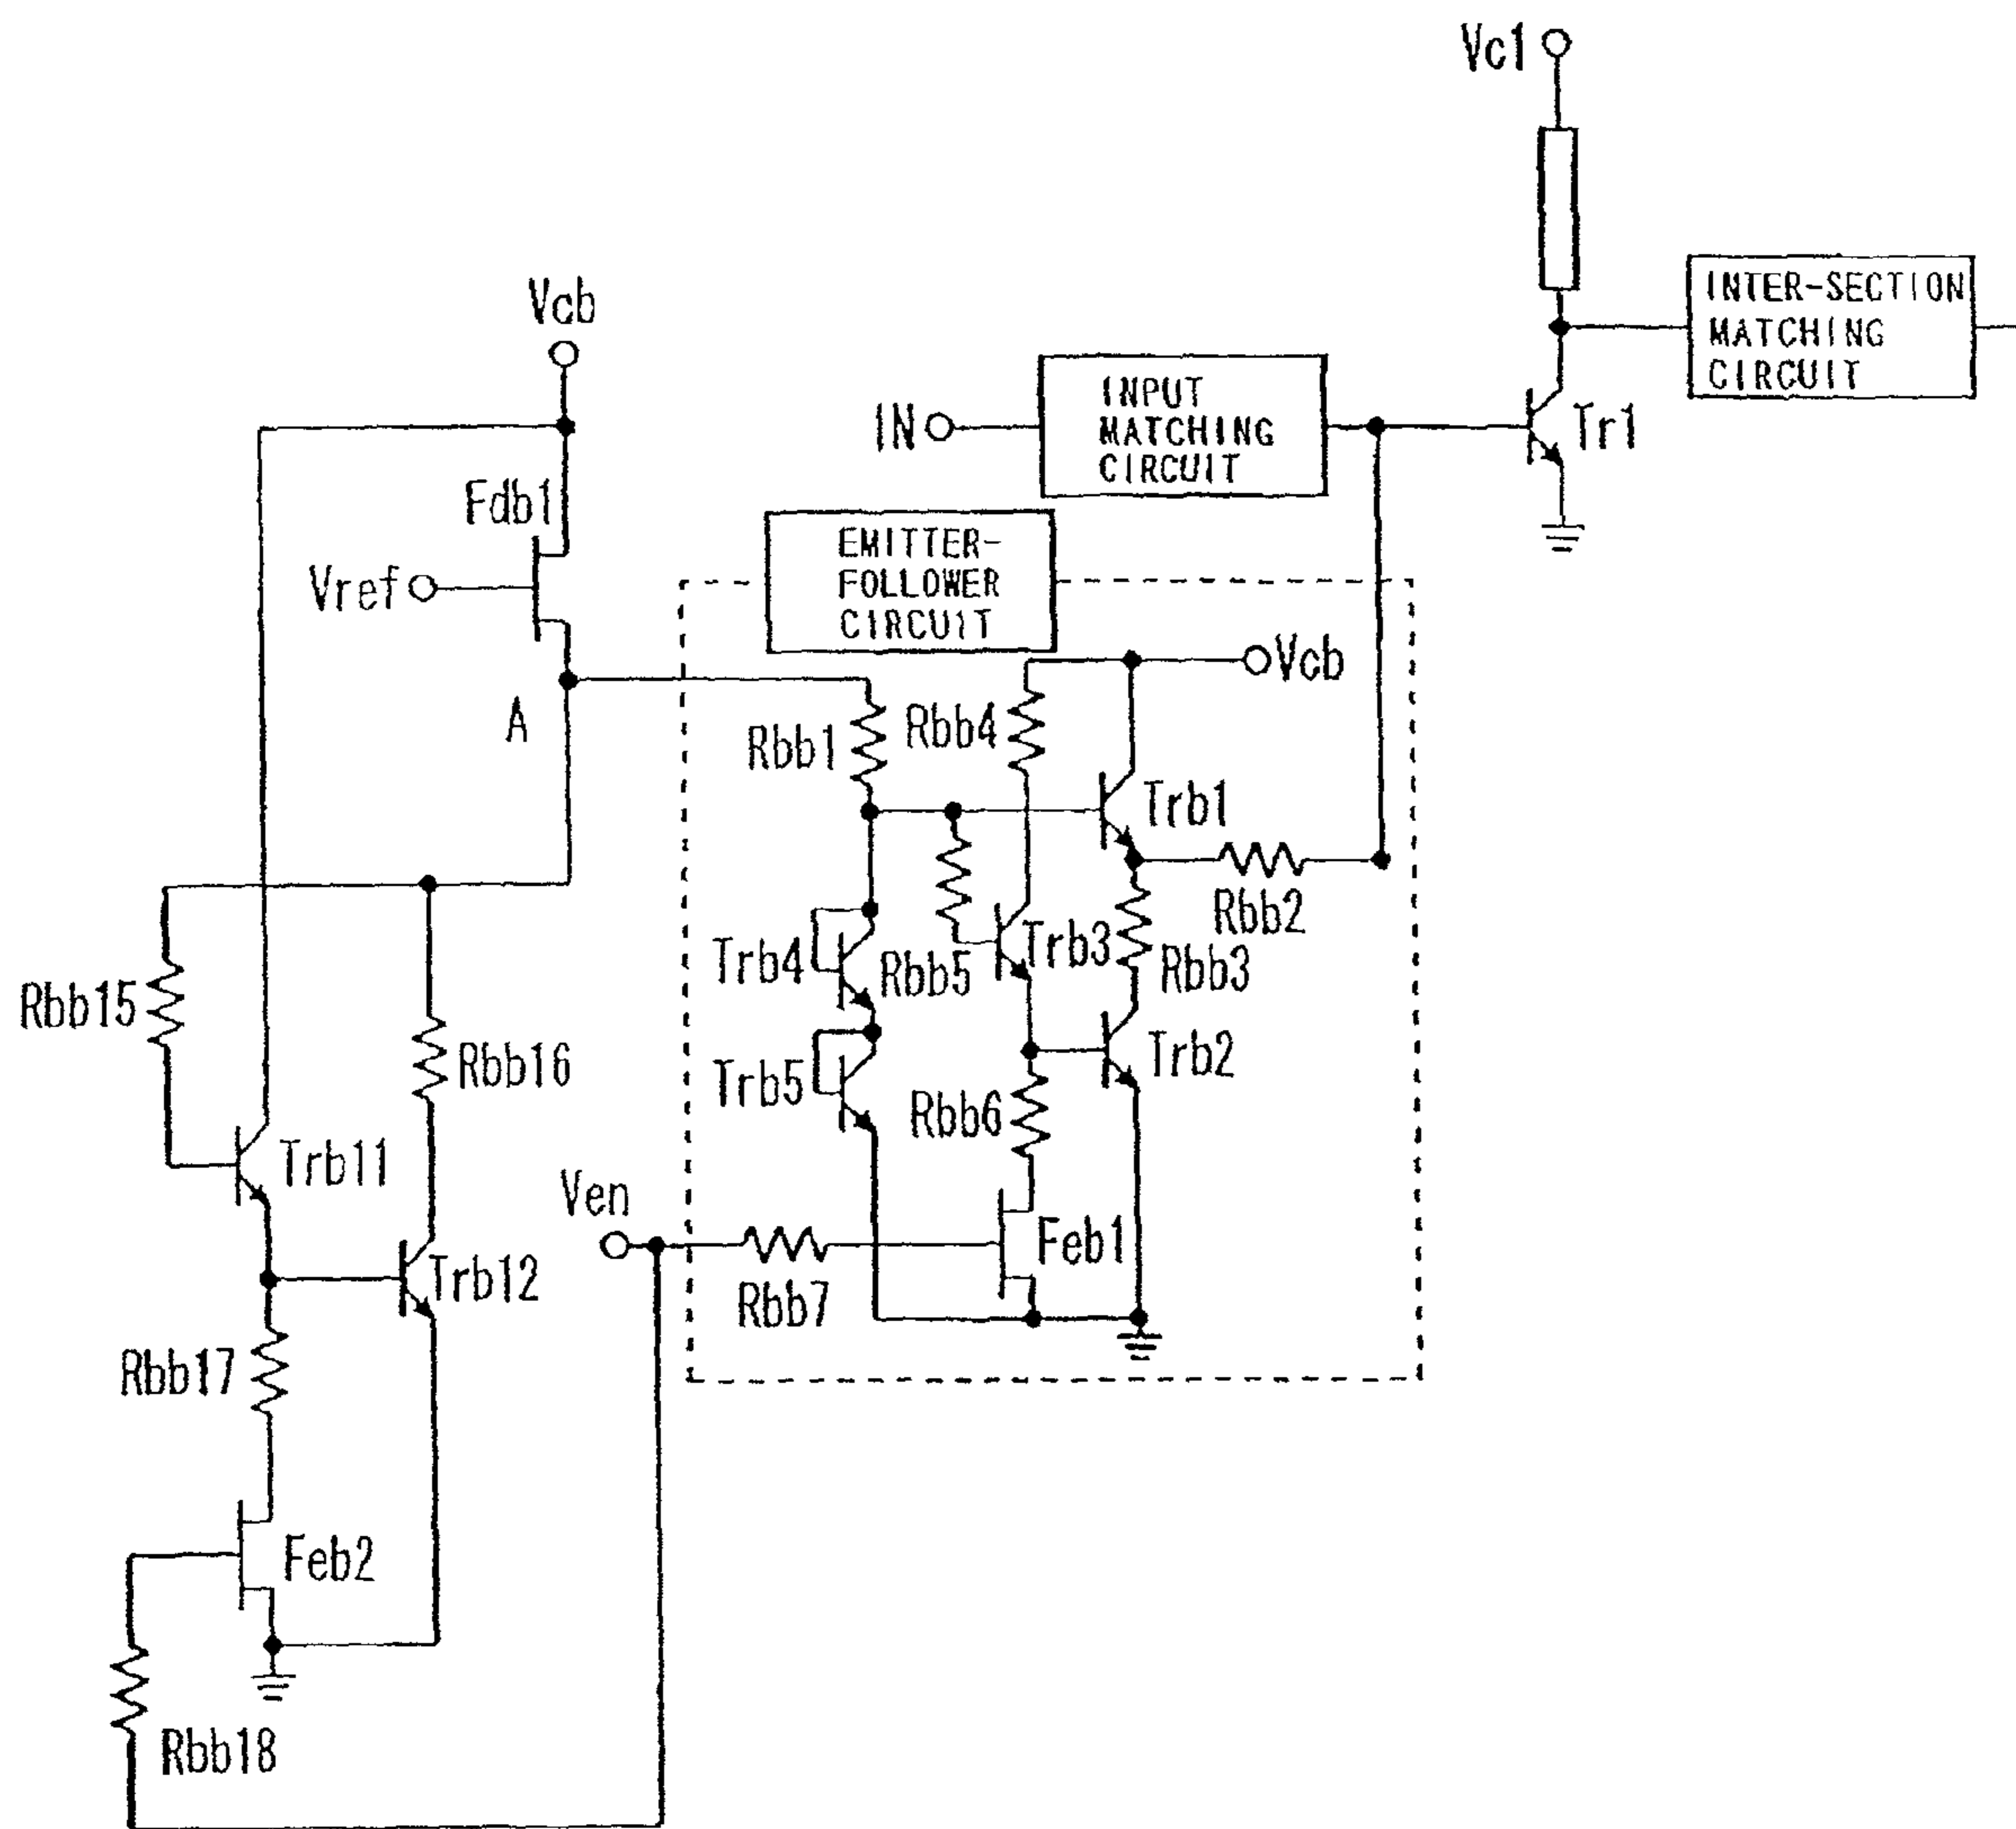 Vc1
INTER-SECTION
MATCHING
CIRCUIT
Vcb
INPUT
MATCHING
CIRCUIT
IN
Tr1
Fdb1
EMITTER-
FOLLOWER
CIRCUIT
Vref
Vcb
A
Rbb1
Rbb4
Trb1
Rbb2
Trb4
Rbb5
Trb3
Rbb3
Rbb15
Rbb16
Trb5
Trb2
Rbb6
Trb11
Ven
Feb1
Trb12
Rbb7
Rbb17
Feb2
Rbb18